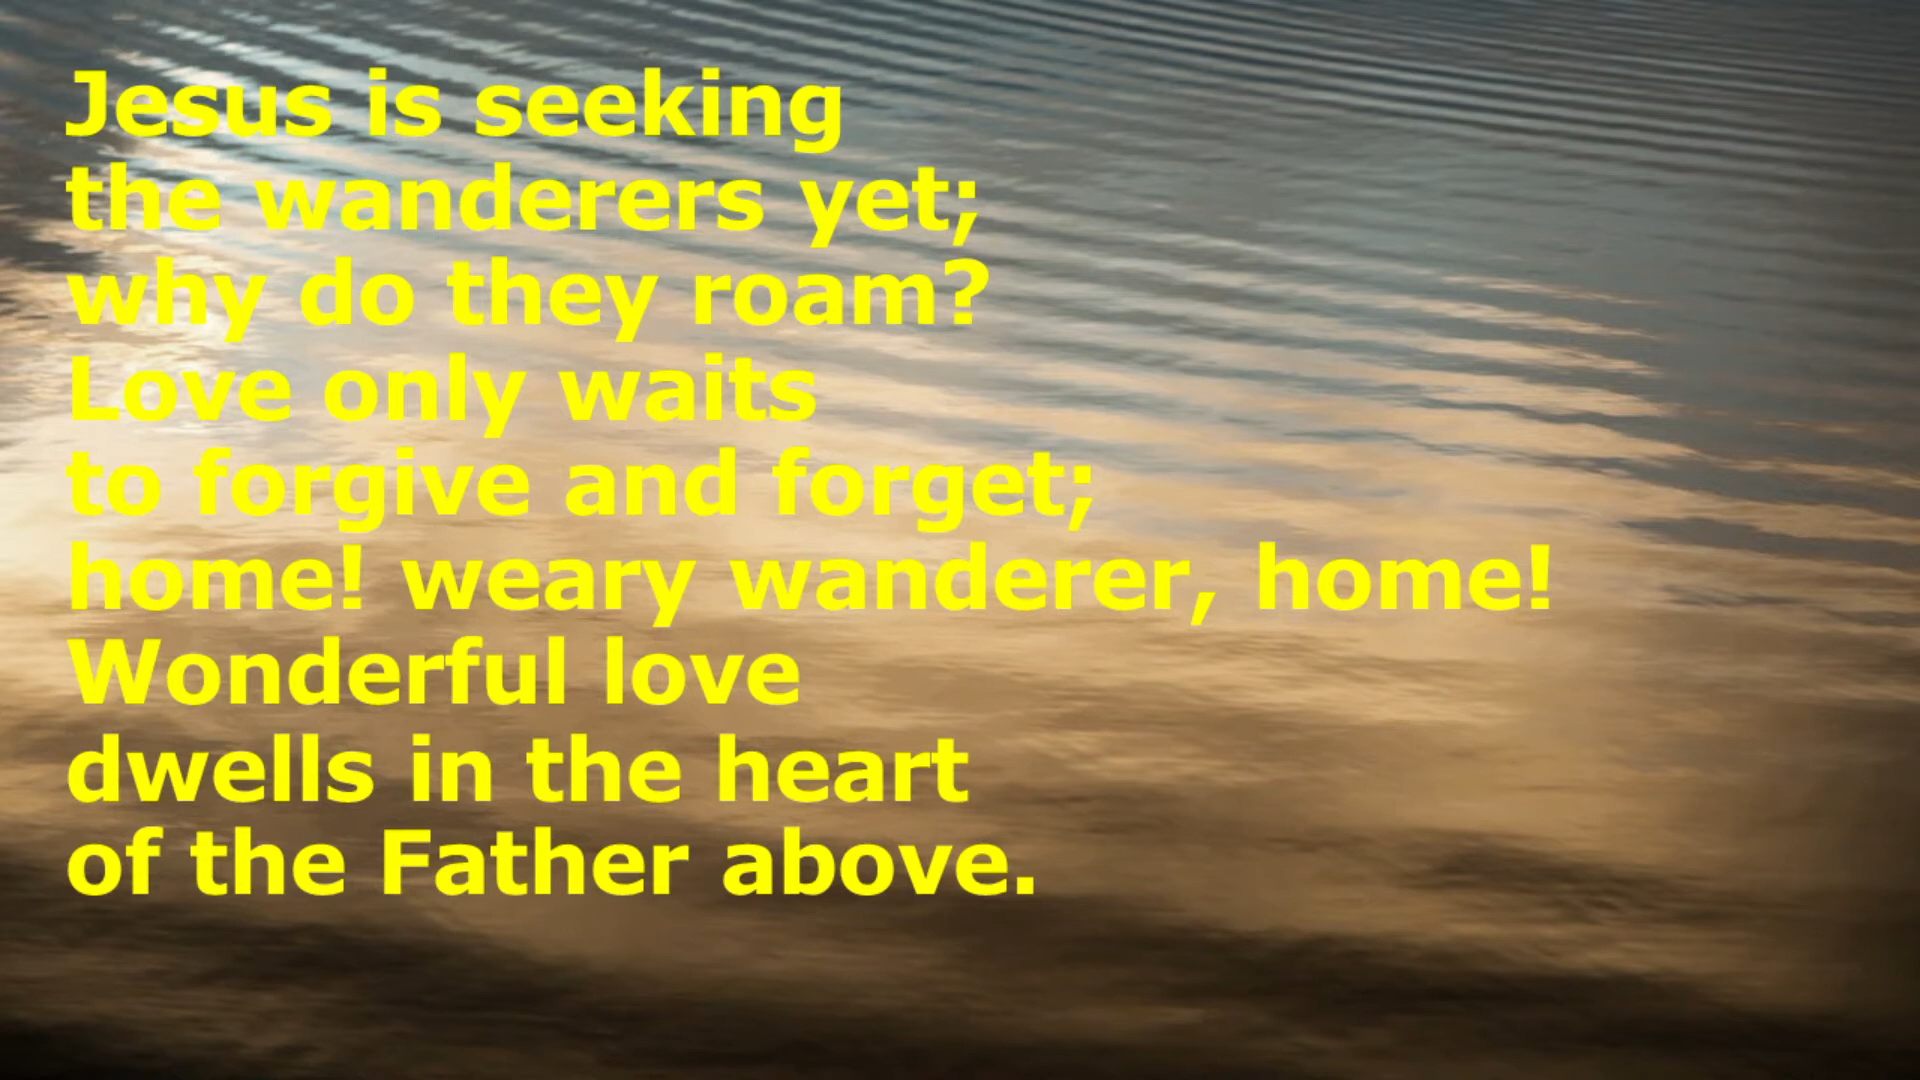 Jesus is seeking
the wanderers yet;
why do they roam?
Love only waits
to forgive and forget;
home! weary wanderer, home!
Wonderful love
dwells in the heart
of the Father above.